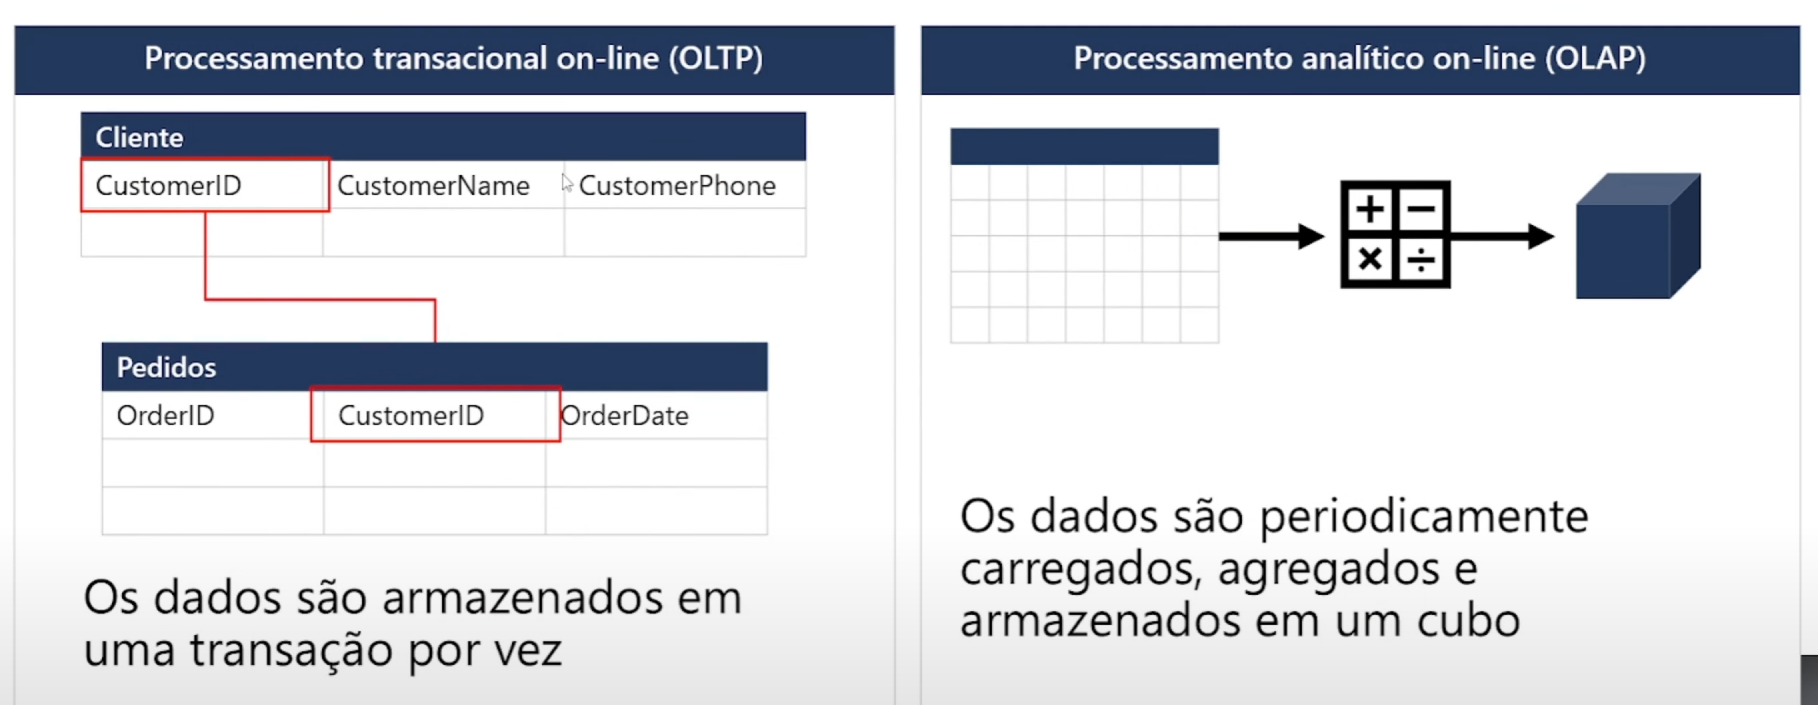 Processamento transacional on-line (OLTP)
Cliente
CustomerID CustomerName CustomerPhone
Pedidos
OrderID CustomerID OrderDate
Os dados são armazenados em
uma transação por vez
Processamento analítico on-line (OLAP)
+ −
× ÷
Os dados são periodicamente
carregados, agregados e
armazenados em um cubo